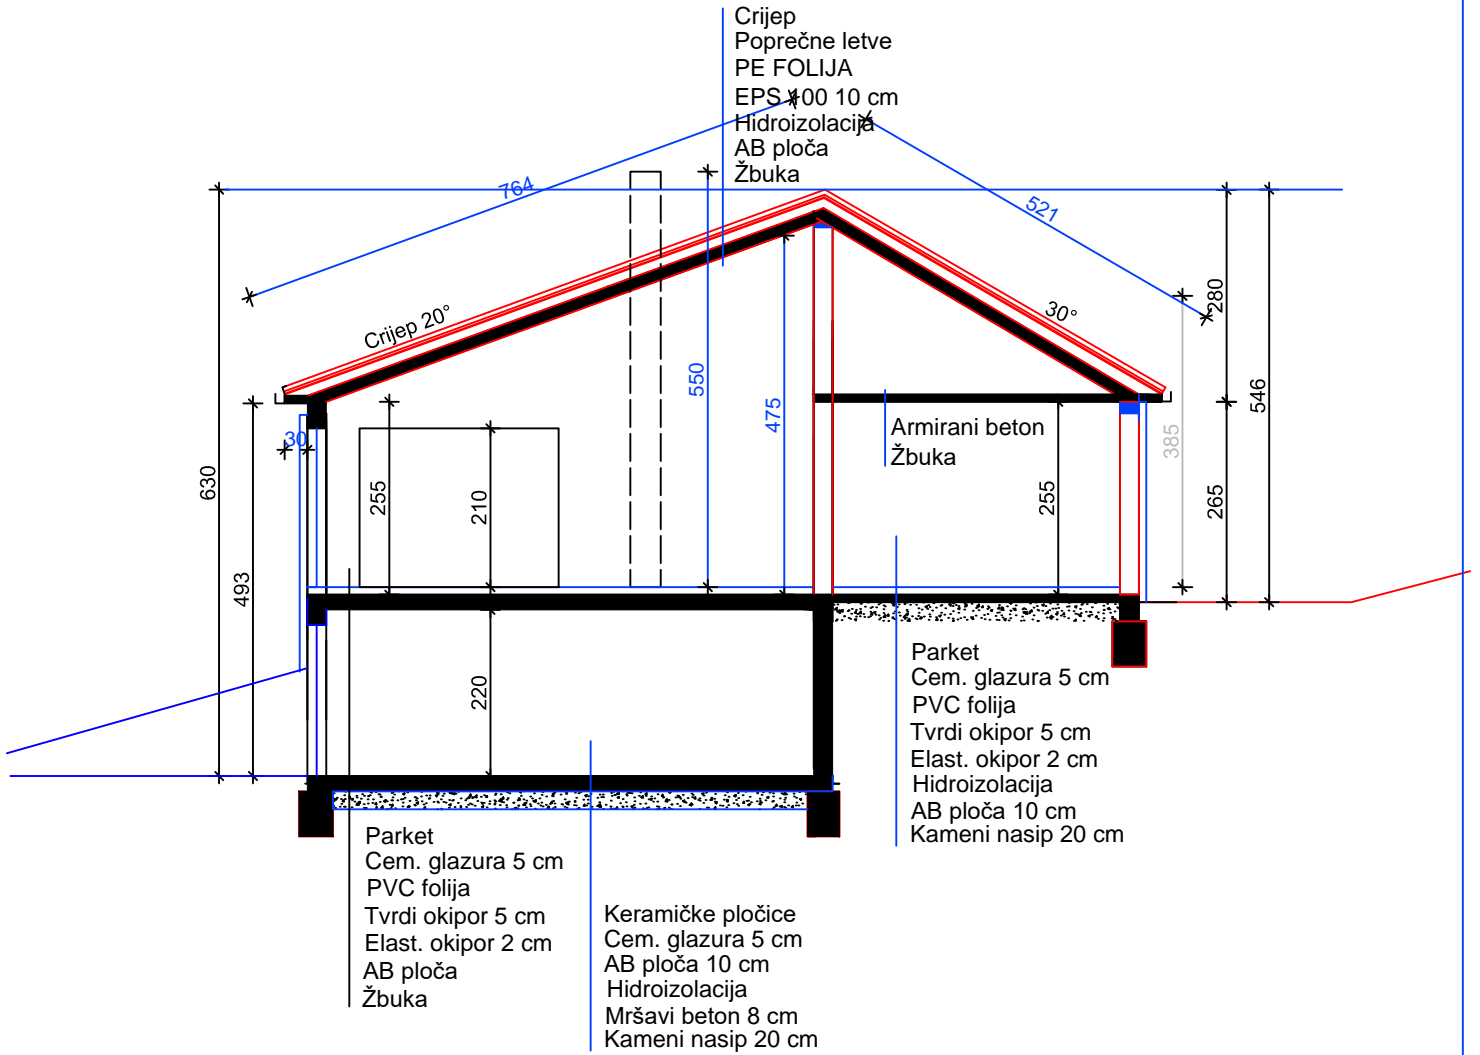 Crijep
Poprečne letve
PE FOLIJA
EPS 100 10 cm
Hidroizolacija
AB ploča
Žbuka
764
521
Crijep 20°
30°
280
550
475
546
385
Armirani beton
Žbuka
30
630
255
210
255
265
493
220
Parket
Cem. glazura 5 cm
PVC folija
Tvrdi okipor 5 cm
Elast. okipor 2 cm
Hidroizolacija
AB ploča 10 cm
Kameni nasip 20 cm
Parket
Cem. glazura 5 cm
PVC folija
Tvrdi okipor 5 cm
Elast. okipor 2 cm
AB ploča
Žbuka
Keramičke pločice
Cem. glazura 5 cm
AB ploča 10 cm
Hidroizolacija
Mršavi beton 8 cm
Kameni nasip 20 cm